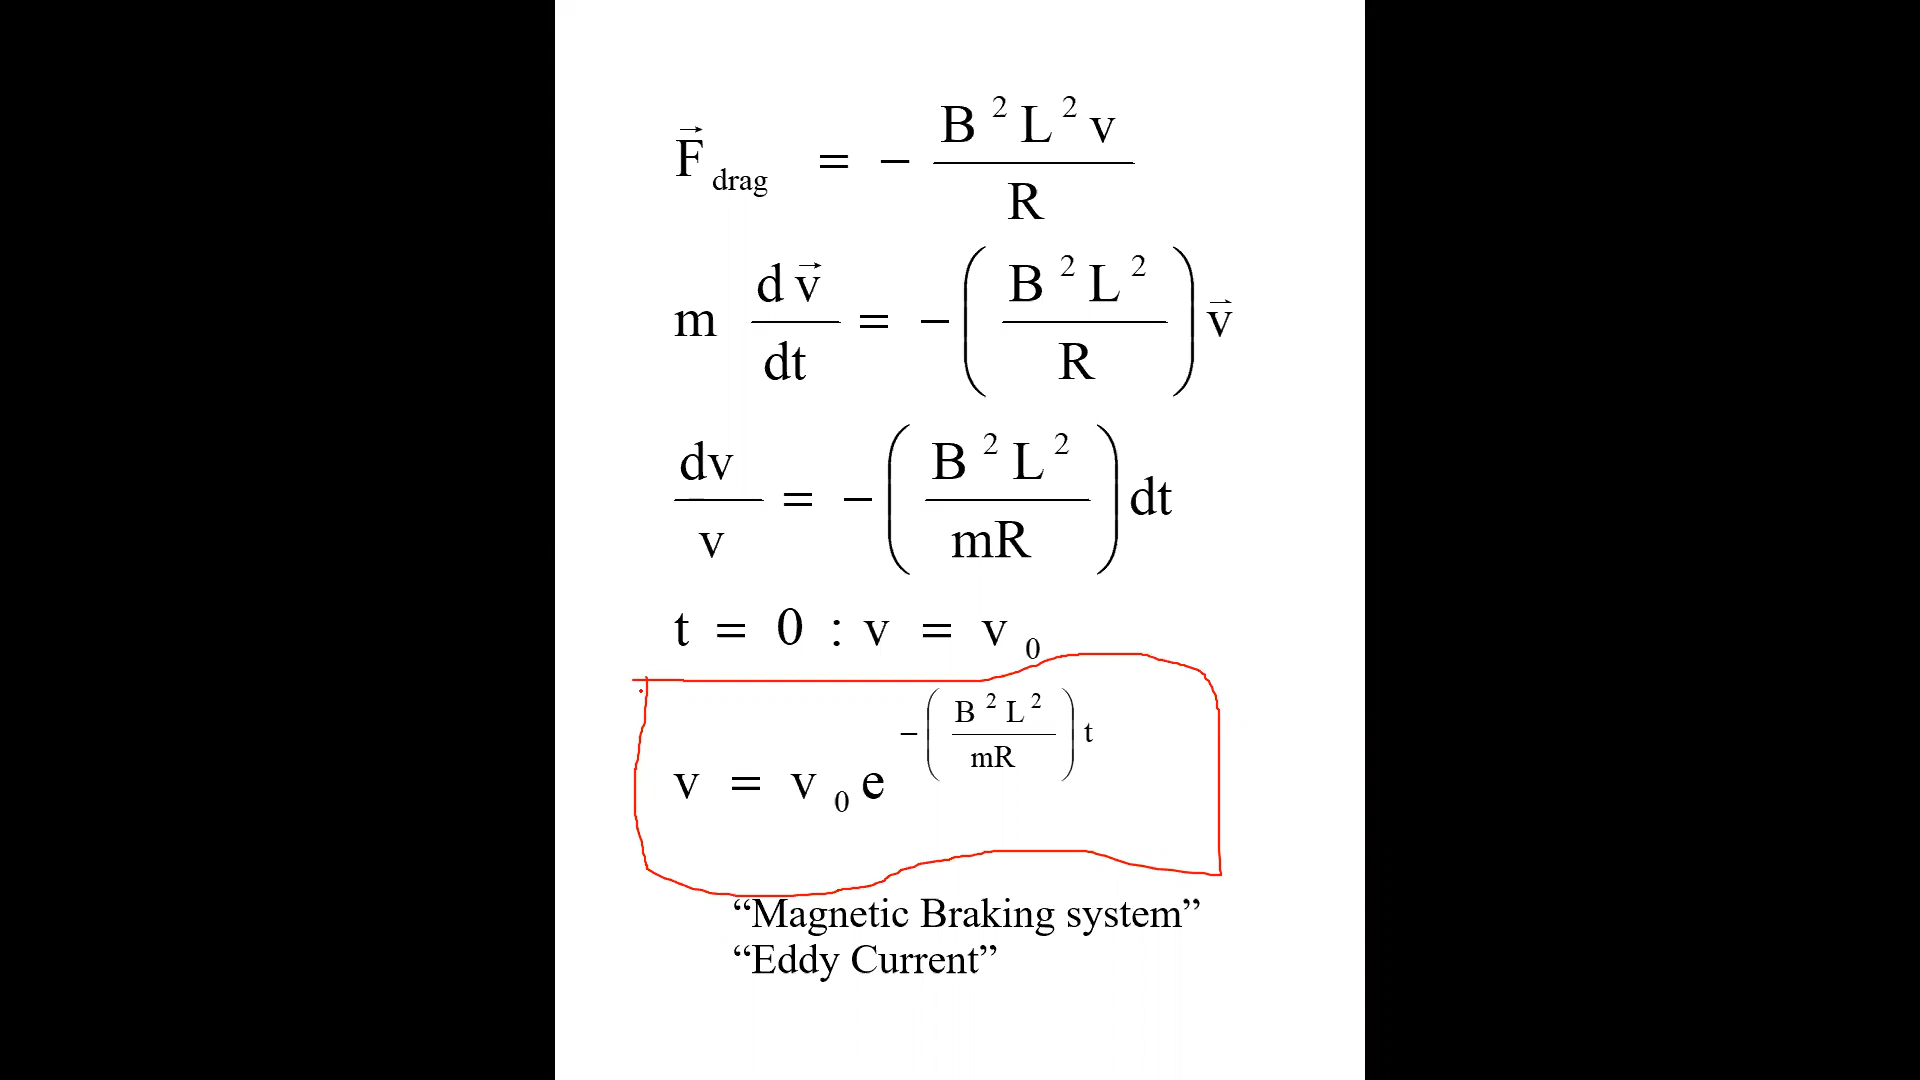 F⃗ drag = − B²L²v / R
m dv⃗/dt = −(B²L² / R) v⃗
dv/v = −(B²L² / mR) dt
t = 0 : v = v₀
v = v₀ e^−(B²L² / mR) t
“Magnetic Braking system”
“Eddy Current”